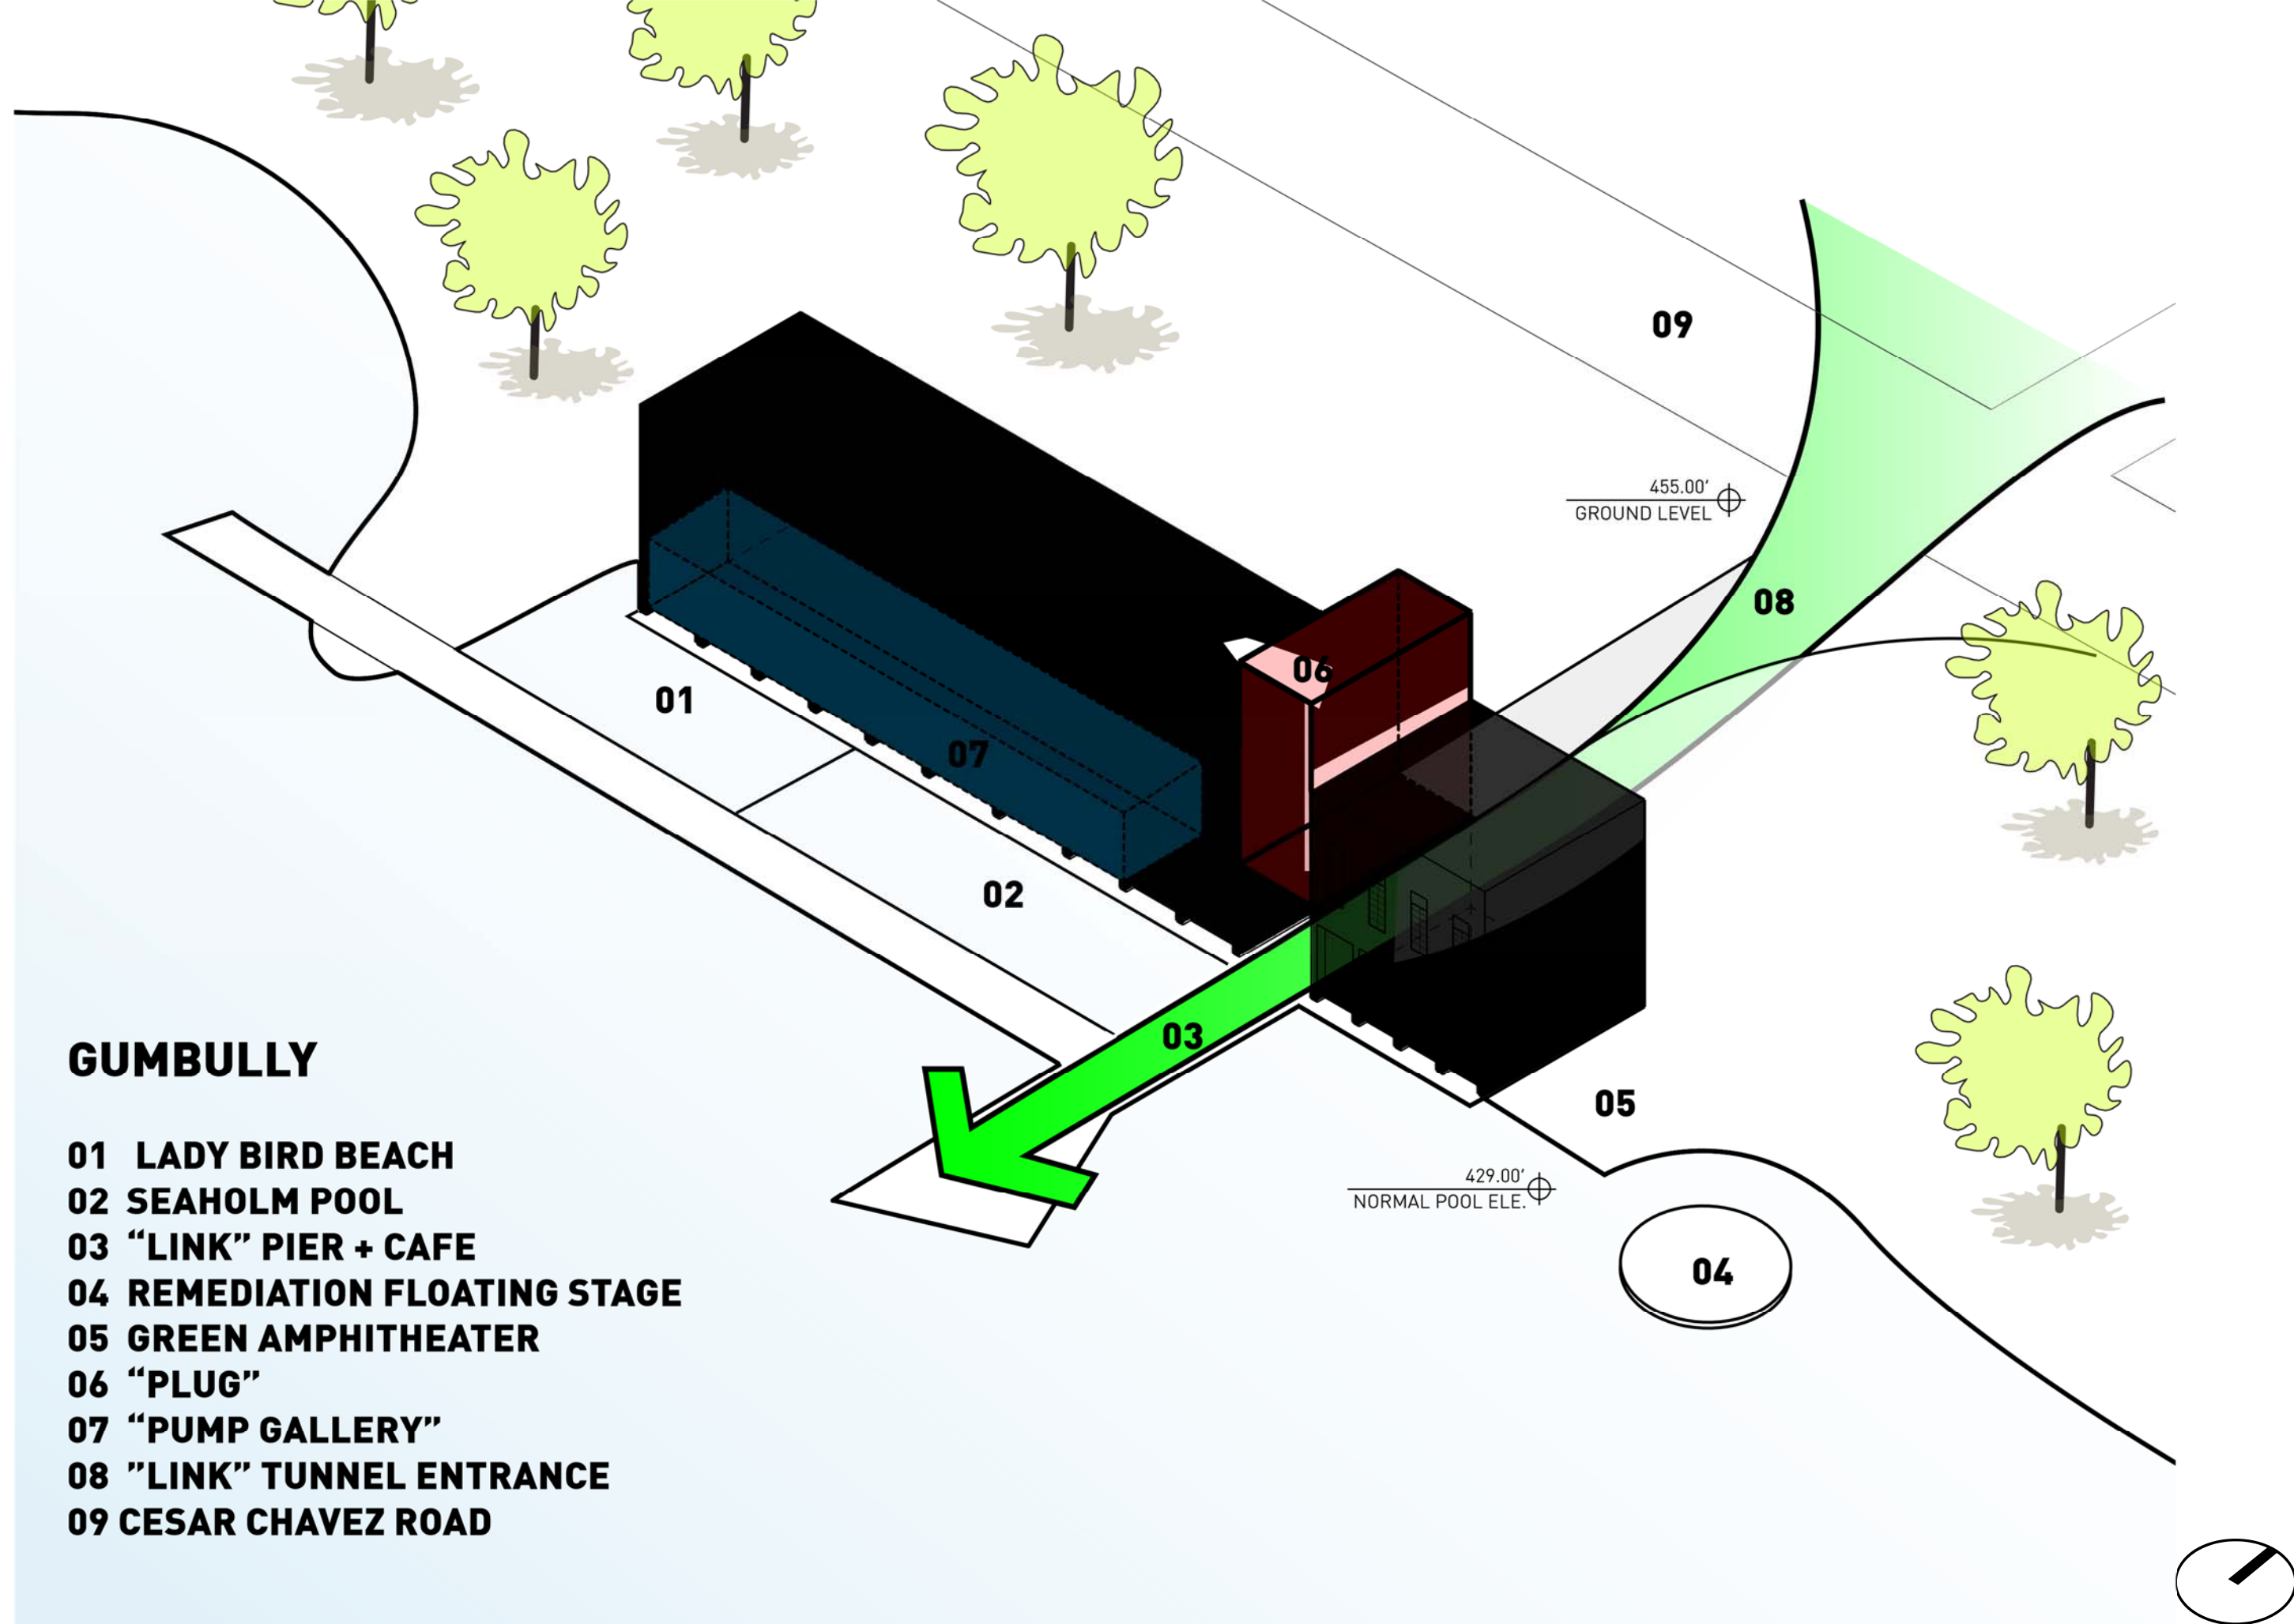 09
455.00'
GROUND LEVEL
08
06
01
07
02
03
05
429.00'
NORMAL POOL ELE.
04
GUMBULLY
01 LADY BIRD BEACH
02 SEAHOLM POOL
03 “LINK” PIER + CAFE
04 REMEDIATION FLOATING STAGE
05 GREEN AMPHITHEATER
06 “PLUG”
07 “PUMP GALLERY”
08 ”LINK” TUNNEL ENTRANCE
09 CESAR CHAVEZ ROAD